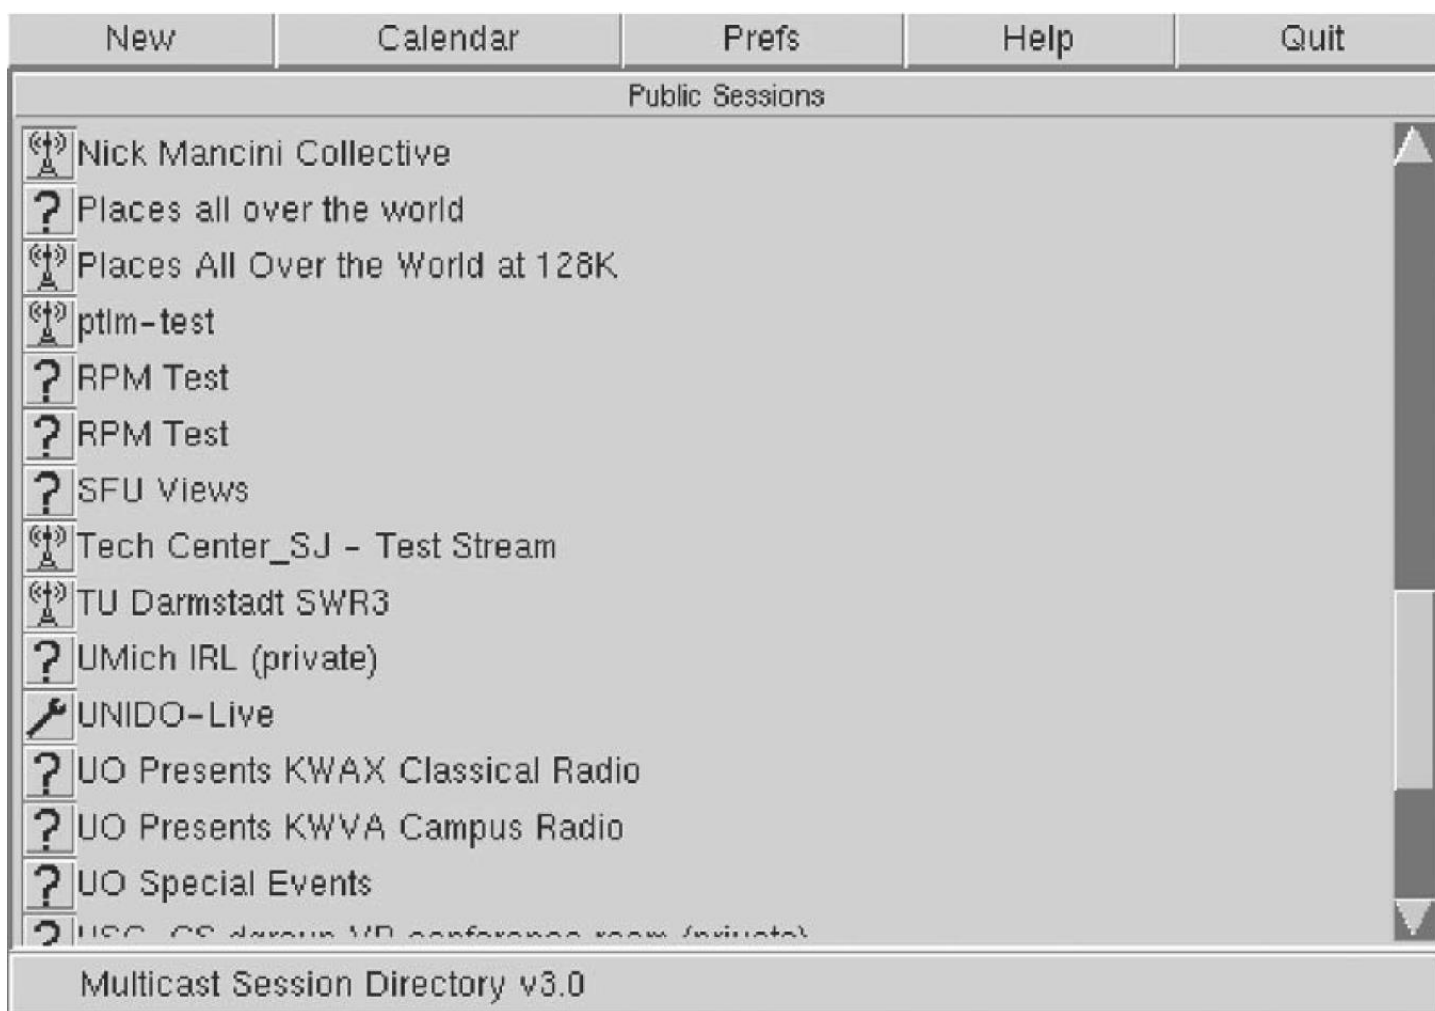 New Calendar Prefs Help Quit
Public Sessions
Nick Mancini Collective
Places all over the world
Places All Over the World at 128K
ptlm-test
RPM Test
RPM Test
SFU Views
Tech Center_SJ - Test Stream
TU Darmstadt SWR3
UMich IRL (private)
UNIDO-Live
UO Presents KWAX Classical Radio
UO Presents KWVA Campus Radio
UO Special Events
conference room (private)
Multicast Session Directory v3.0